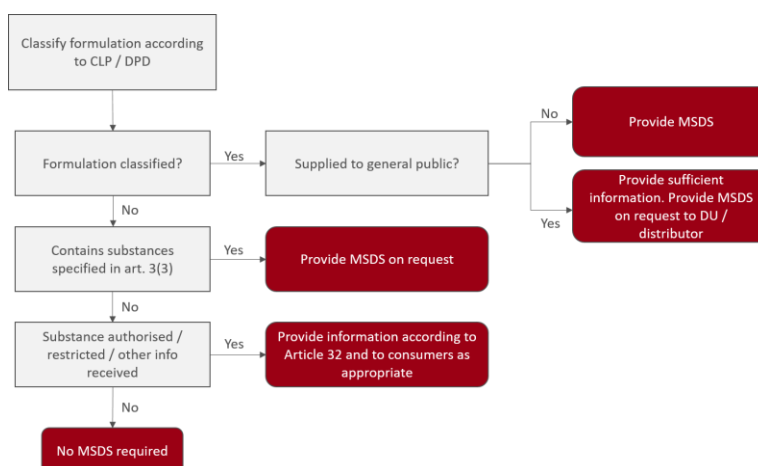 Classify formulation according
to CLP / DPD
No
Provide MSDS
Formulation classified?
Yes
Supplied to general public?
Yes
Provide sufficient
information. Provide MSDS
on request to DU /
distributor
No
Contains substances
specified in art. 3(3)
Yes
Provide MSDS on request
No
Substance authorised /
restricted / other info
received
Yes
Provide information according to
Article 32 and to consumers as
appropriate
No
No MSDS required